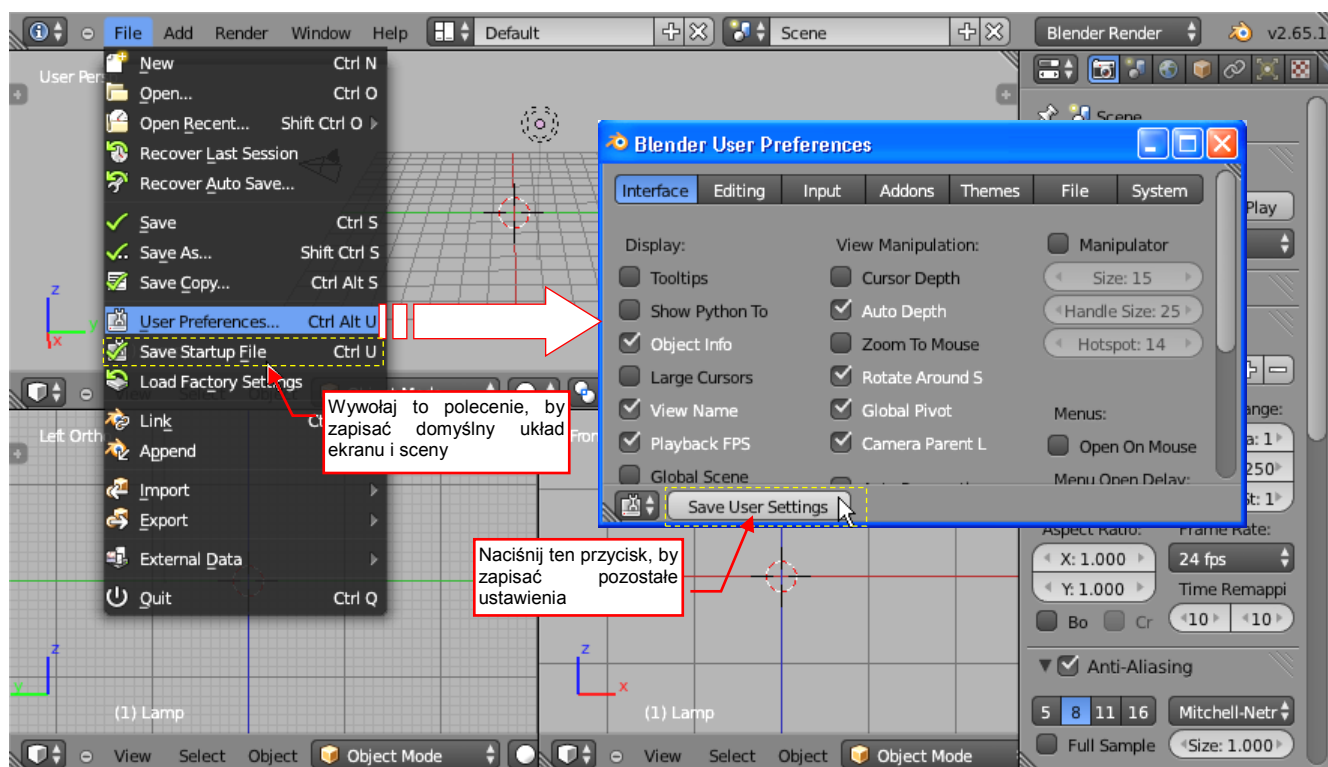 File Add Render Window Help Default Scene Blender Render v2.65.1
User Per
New Ctrl N
Open... Ctrl O
Open Recent... Shift Ctrl O
Recover Last Session
Recover Auto Save...
Save Ctrl S
Save As... Shift Ctrl S
Save Copy... Ctrl Alt S
User Preferences... Ctrl Alt U
Save Startup File Ctrl U
Load Factory Settings
Link
Append
Import
Export
External Data
Quit Ctrl Q
z
y
x
Wywołaj to polecenie, by
zapisać domyślny układ
ekranu i sceny
Left Orth
Fron
Scene
Play
Blender User Preferences
Interface Editing Input Addons Themes File System
Display: View Manipulation: Manipulator
Tooltips Cursor Depth Size: 15
Show Python To Auto Depth Handle Size: 25
Object Info Zoom To Mouse Hotspot: 14
Large Cursors Rotate Around S
View Name Global Pivot Menus:
Playback FPS Camera Parent L Open On Mouse
Global Scene Menu Open Delay:
Save User Settings
Naciśnij ten przycisk, by
zapisać pozostałe
ustawienia
ange:
a: 1
250
St: 1
Aspect Ratio: Frame Rate:
X: 1.000 24 fps
Y: 1.000 Time Remappi
Bo Cr 10 10
Anti-Aliasing
5 8 11 16 Mitchell-Netr
Full Sample Size: 1.000
z
y
(1) Lamp
z
x
(1) Lamp
View Select Object Object Mode
View Select Object Object Mode